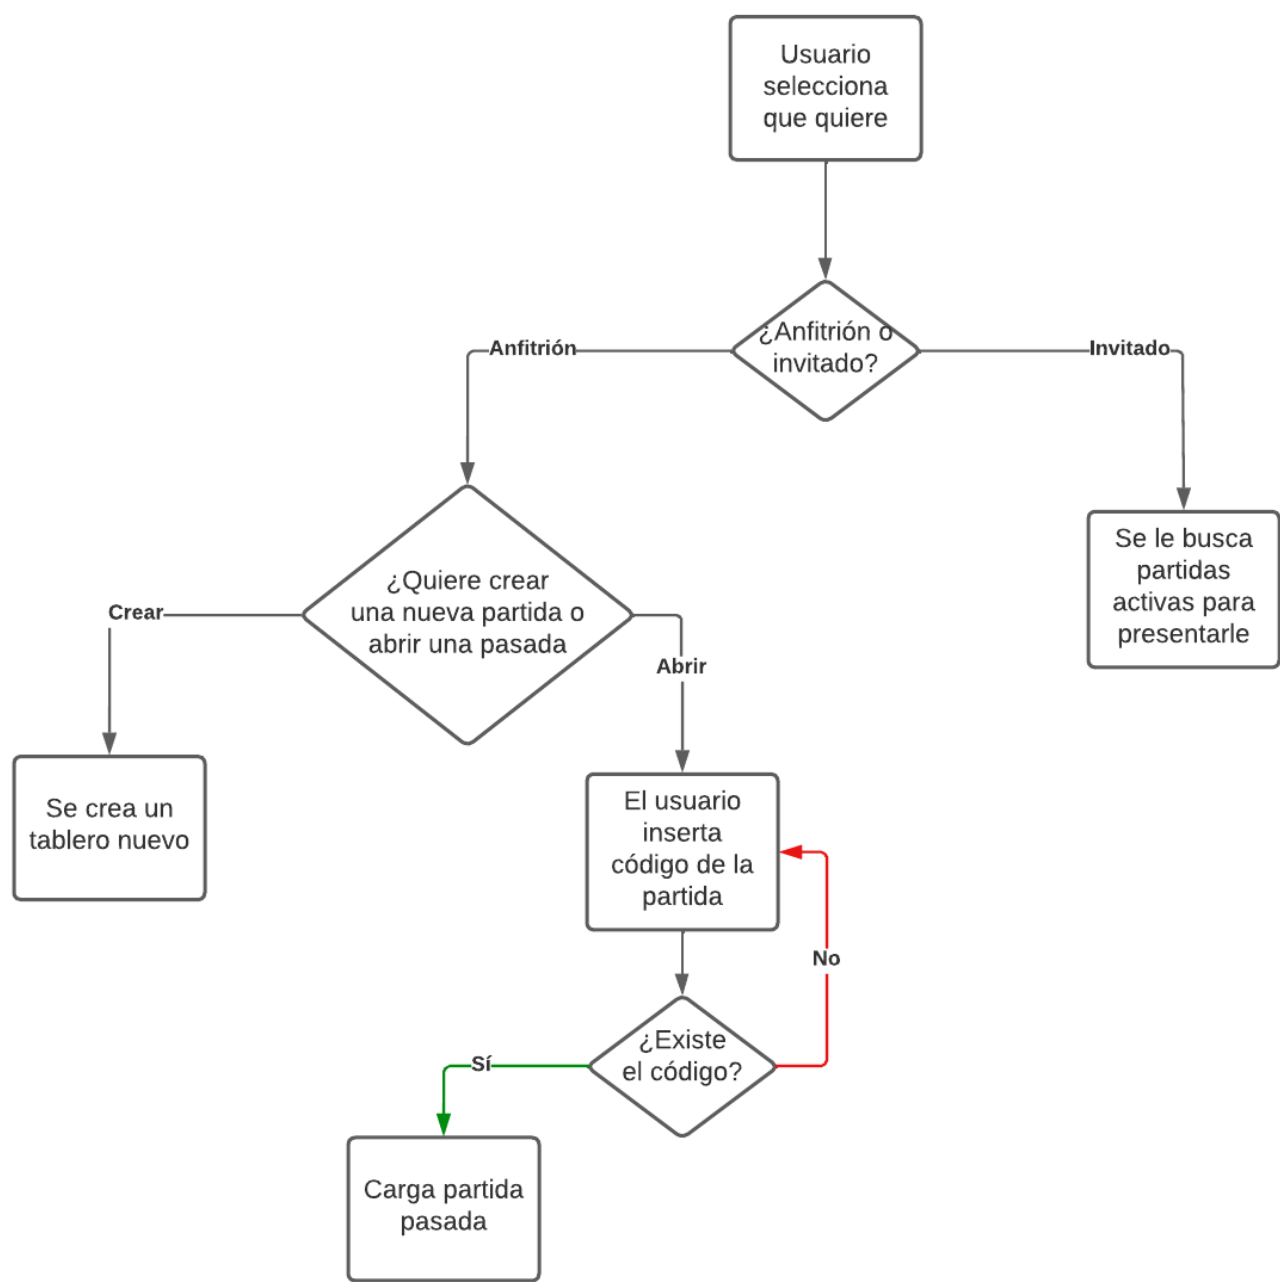 Usuario
selecciona
que quiere
¿Anfitrión o
invitado?
Anfitrión
Invitado
¿Quiere crear
una nueva partida o
abrir una pasada
Crear
Abrir
Se le busca
partidas
activas para
presentarle
Se crea un
tablero nuevo
El usuario
inserta
código de la
partida
No
¿Existe
el código?
Sí
Carga partida
pasada